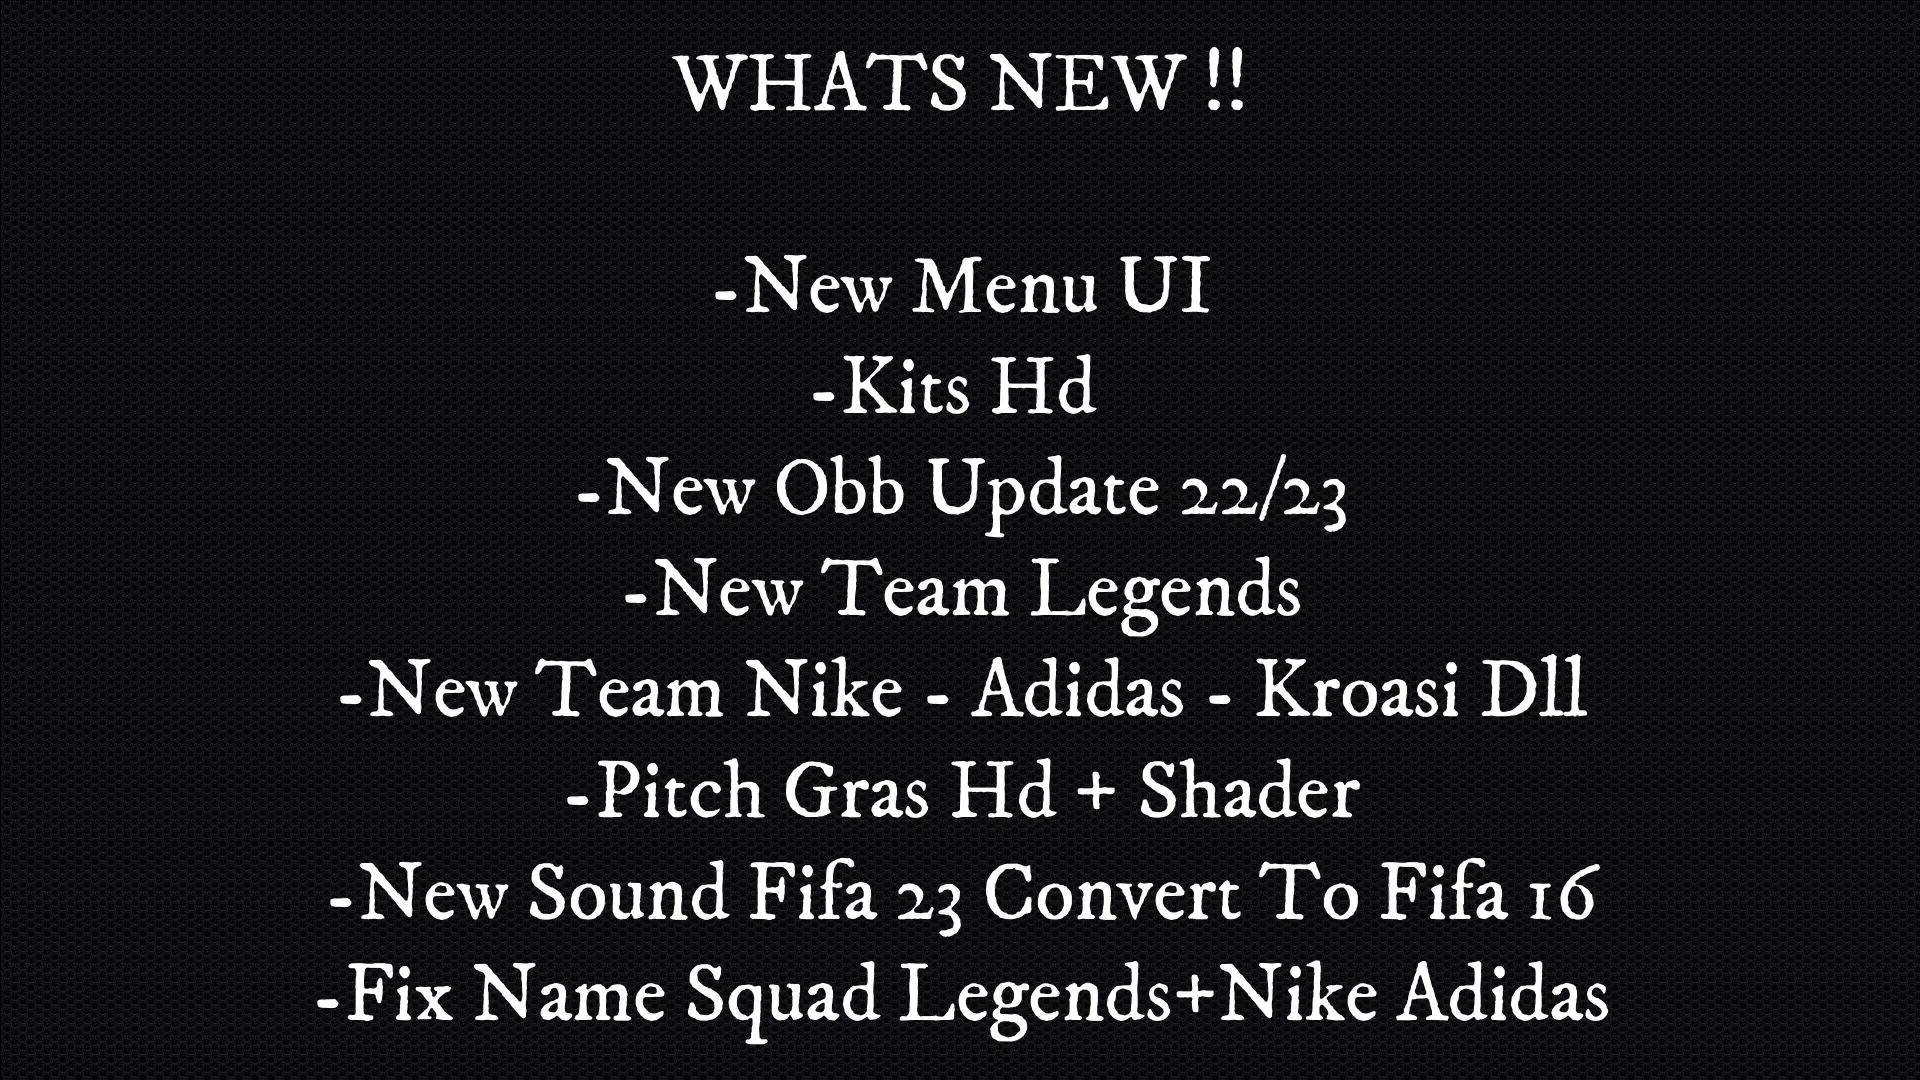 WHATS NEW !!
-New Menu UI
-Kits Hd
-New Obb Update 22/23
-New Team Legends
-New Team Nike - Adidas - Kroasi Dll
-Pitch Gras Hd + Shader
-New Sound Fifa 23 Convert To Fifa 16
-Fix Name Squad Legends+Nike Adidas